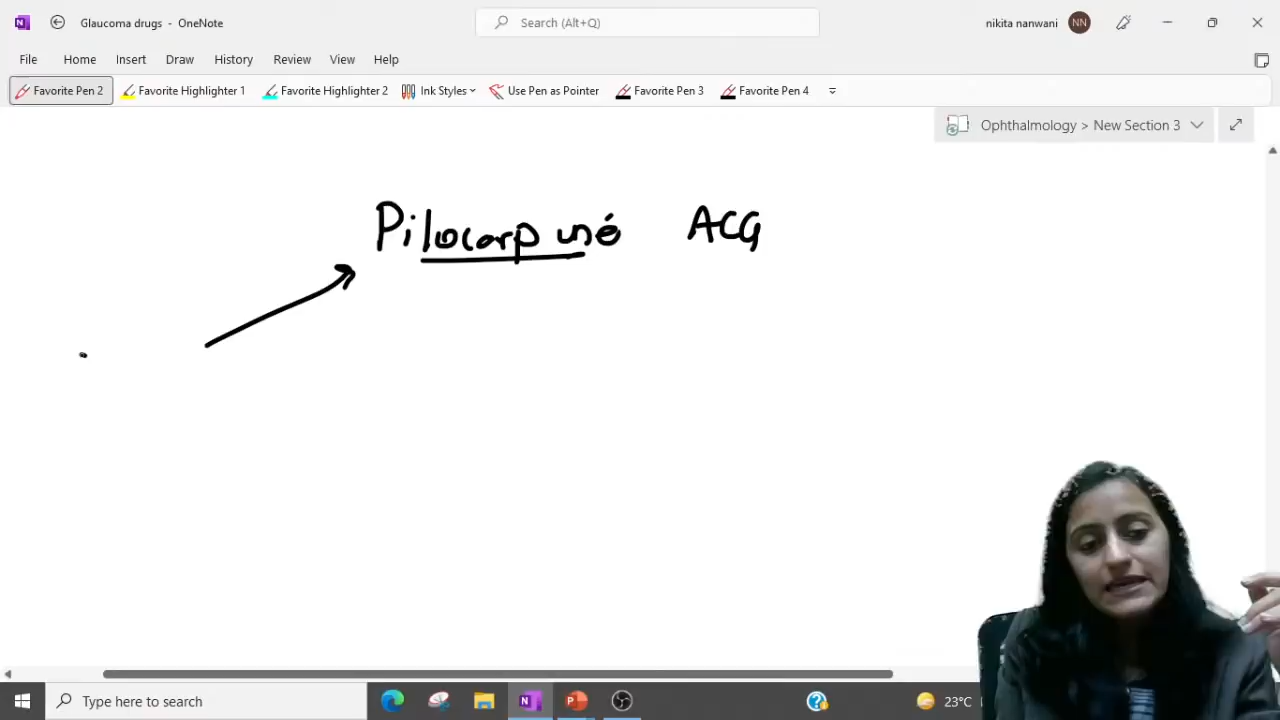 Glaucoma drugs - OneNote
Search (Alt+Q)
nikita nanwani NN
File Home Insert Draw History Review View Help
Favorite Pen 2 Favorite Highlighter 1 Favorite Highlighter 2 Ink Styles Use Pen as Pointer Favorite Pen 3 Favorite Pen 4
Ophthalmology > New Section 3
Pilocarpine ACG
Type here to search
23°C